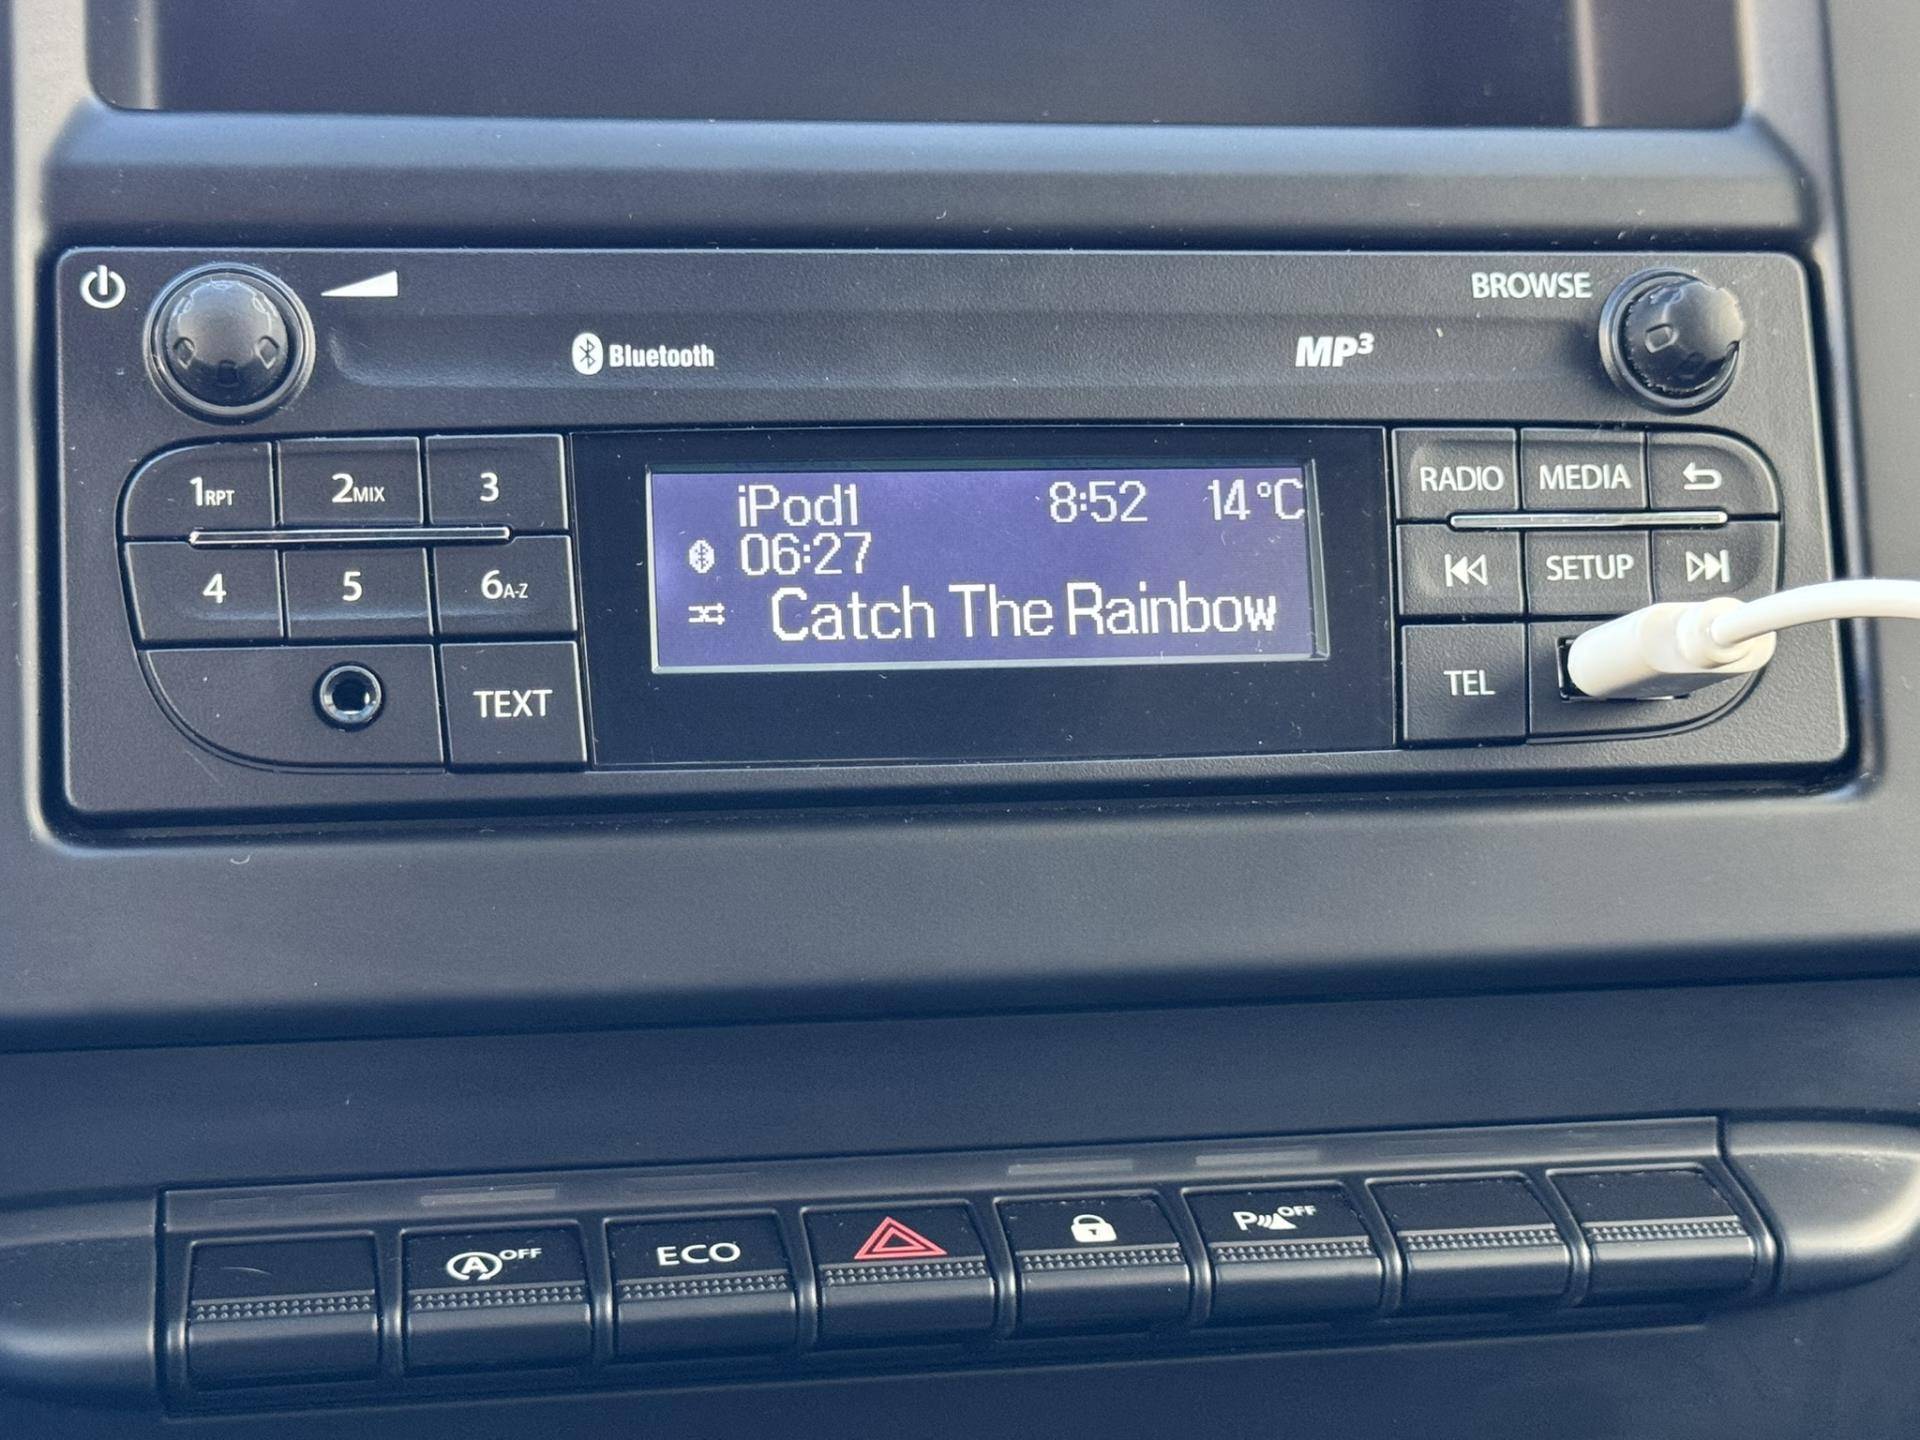 BROWSE
Bluetooth
MP3
1RPT 2MIX 3
RADIO MEDIA
iPod1 8:52 14°C
06:27
Catch The Rainbow
4 5 6A-Z
SETUP
TEXT
TEL
A OFF
ECO
P OFF